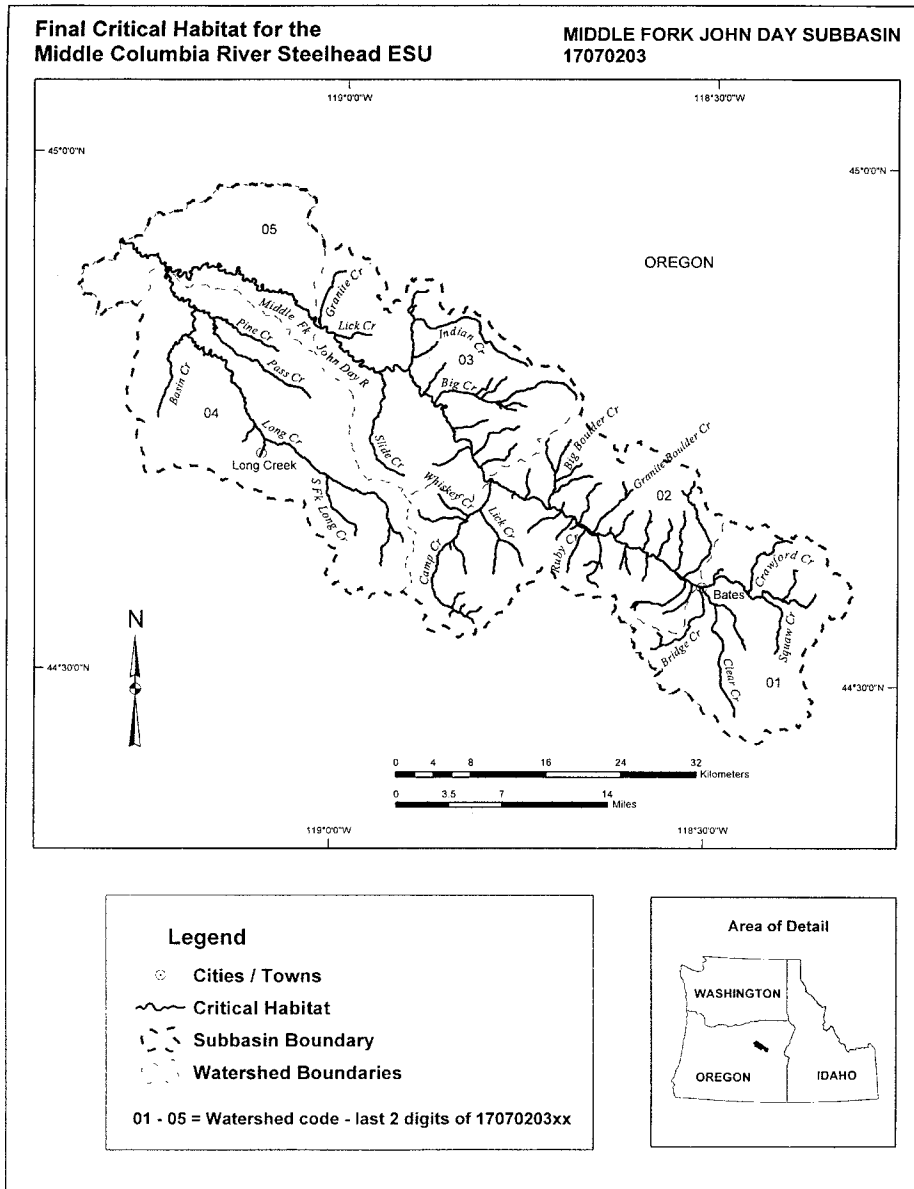 Final Critical Habitat for the
Middle Columbia River Steelhead ESU
MIDDLE FORK JOHN DAY SUBBASIN
17070203
119°0'0"W
118°30'0"W
45°0'0"N
45°0'0"N
05
OREGON
Granite Cr
Middle Fk
John Day R
Lick Cr
Indian Cr
03
Pine Cr
Big Cr
Pass Cr
Basin Cr
04
Long Cr
Slide Cr
Big Boulder Cr
Granite Boulder Cr
Long Creek
Whiskey Cr
02
S Fk Long Cr
Lick Cr
Camp Cr
Ruby Cr
Crawford Cr
Bates
Squaw Cr
Bridge Cr
Clear Cr
01
N
44°30'0"N
44°30'0"N
0 4 8 16 24 32
Kilometers
0 3.5 7 14
Miles
119°0'0"W
118°30'0"W
Legend
Cities / Towns
Critical Habitat
Subbasin Boundary
Watershed Boundaries
01 - 05 = Watershed code - last 2 digits of 17070203xx
Area of Detail
WASHINGTON
OREGON
IDAHO